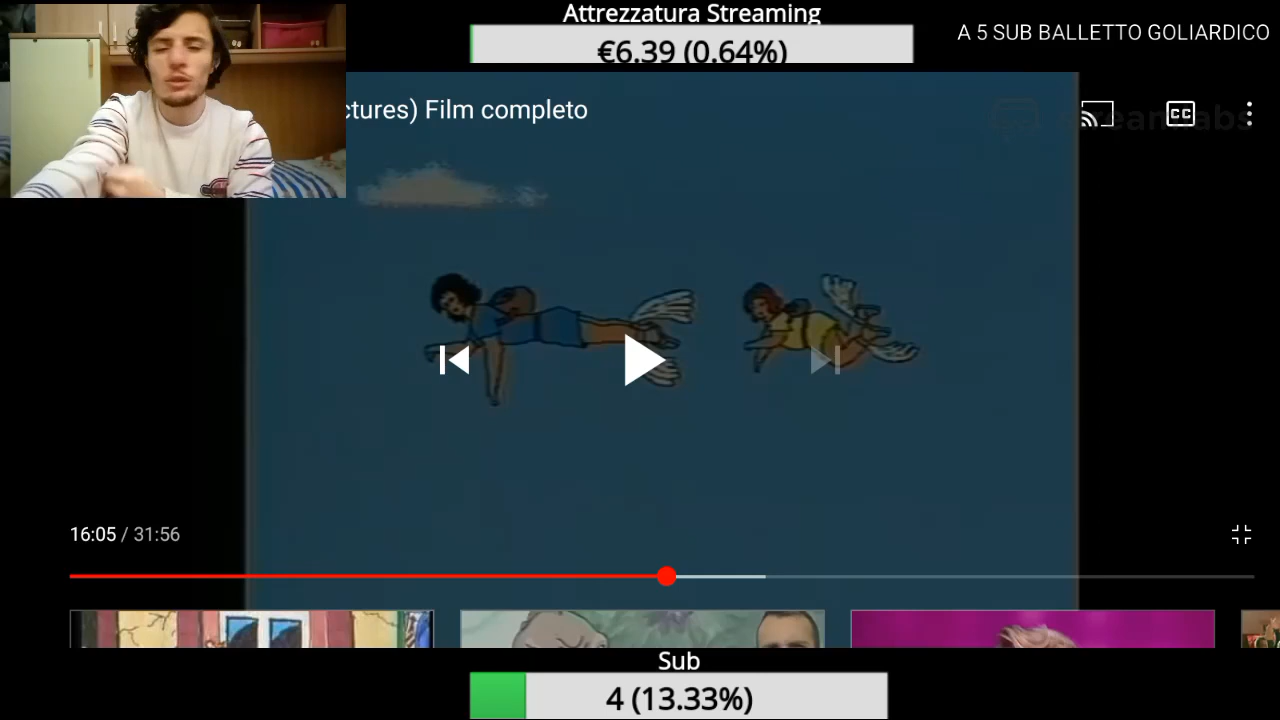 Attrezzatura Streaming
€6.39 (0.64%)
A 5 SUB BALLETTO GOLIARDICO
ctures) Film completo
CC
16:05 / 31:56
Sub
4 (13.33%)